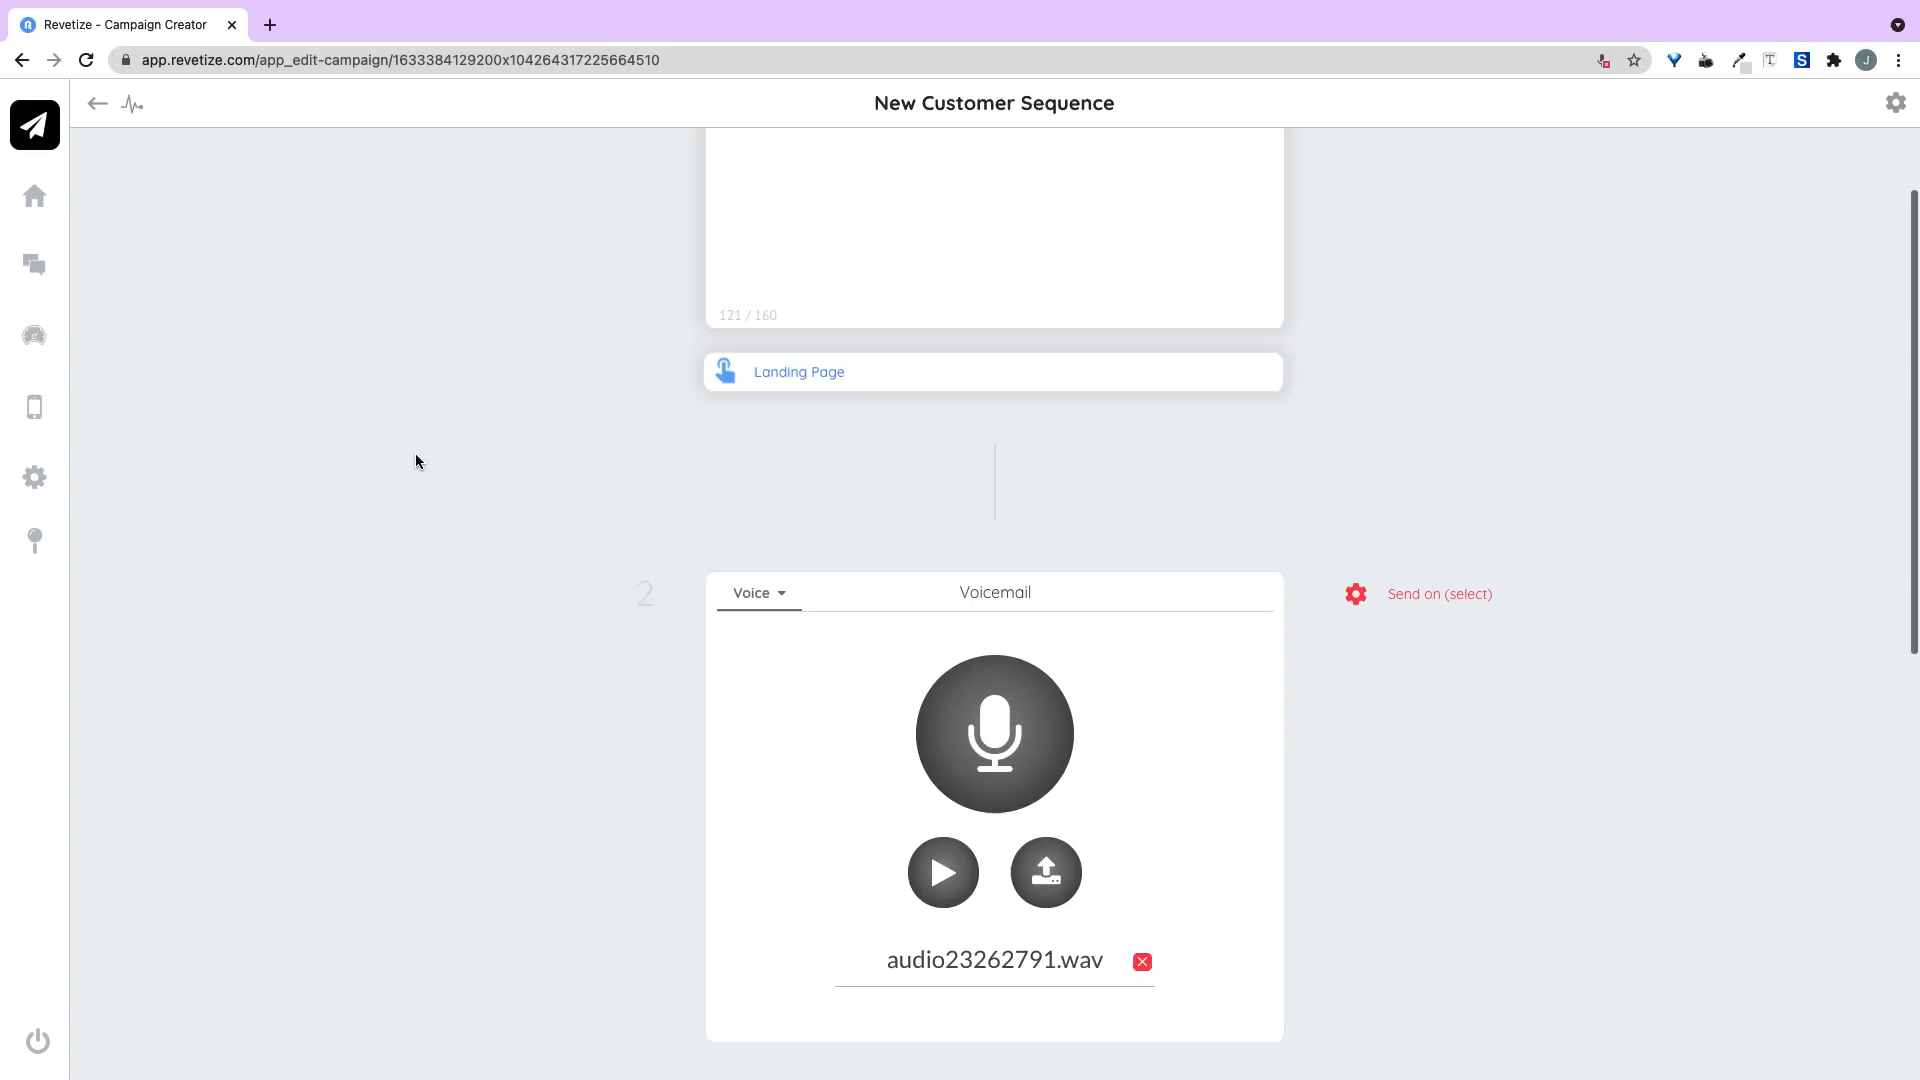 Revetize - Campaign Creator
app.revetize.com/app_edit-campaign/1633384129200x104264317225664510
S
J
New Customer Sequence
121 / 160
Landing Page
2
Voice
Voicemail
Send on (select)
audio23262791.wav